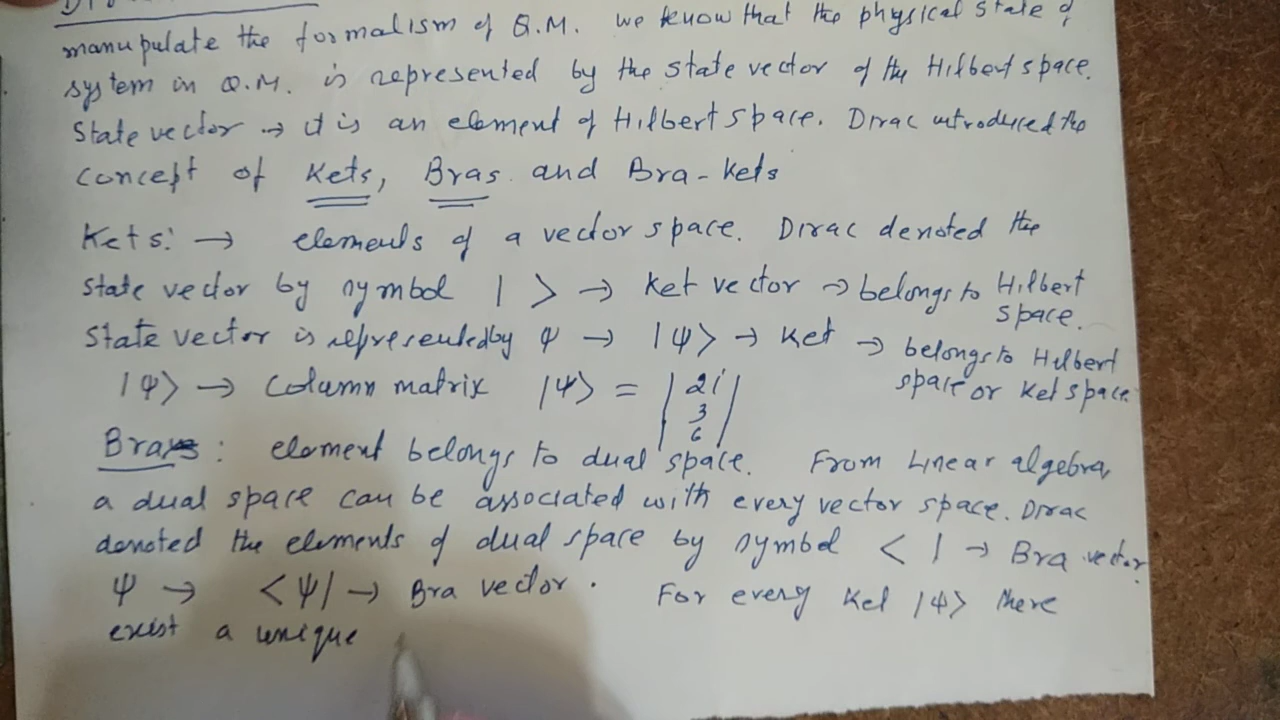 manupulate the formalism of Q.M. we know that the physical state of
system in Q.M. is represented by the state vector of the Hilbert space.
State vector → it is an element of Hilbert space. Dirac introduced the
concept of Kets, Bras and Bra-kets
Kets: → elements of a vector space. Dirac denoted the
state vector by symbol | > → Ket vector → belongs to Hilbert
space.
State vector is represented by ψ → |ψ> → Ket → belongs to Hilbert
space or Ket space
|ψ> → Column matrix |ψ> = | 2i |
3
6
Bra : element belongs to dual space. From Linear algebra,
a dual space can be associated with every vector space. Dirac
denoted the elements of dual space by symbol < | → Bra vector.
ψ → <ψ| → Bra vector. For every Ket |ψ> there
exist a unique